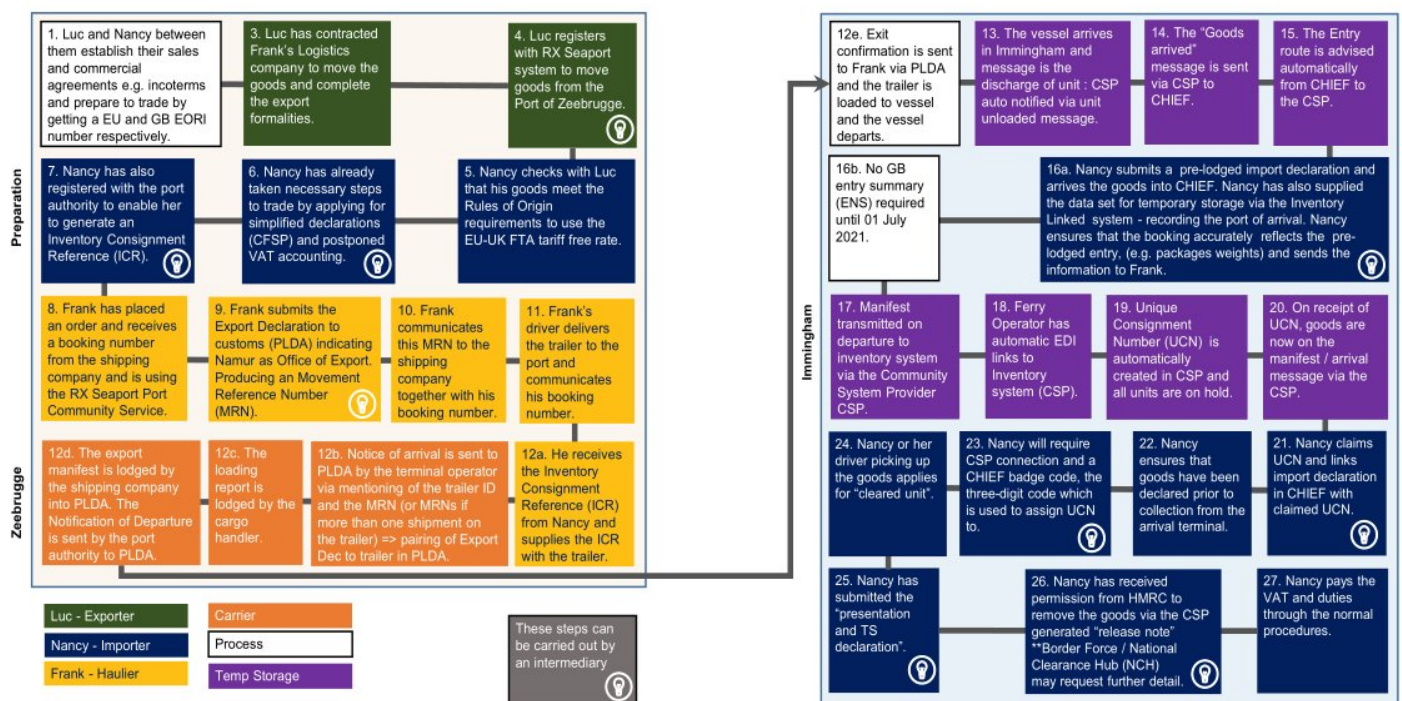 Preparation
Zeebrugge
1. Luc and Nancy between
them establish their sales
and commercial
agreements e.g. incoterms
and prepare to trade by
getting a EU and GB EORI
number respectively.
3. Luc has contracted
Frank's Logistics
company to move the
goods and complete the
export
formalities.
4. Luc registers
with RX Seaport
system to move
goods from the
Port of Zeebrugge.
7. Nancy has also
registered with the port
authority to enable her
to generate an
Inventory Consignment
Reference (ICR).
6. Nancy has already
taken necessary steps
to trade by applying for
simplified declarations
(CFSP) and postponed
VAT accounting.
5. Nancy checks with Luc
that his goods meet the
Rules of Origin
requirements to use the
EU-UK FTA tariff free rate.
8. Frank has placed
an order and receives
a booking number
from the shipping
company and is using
the RX Seaport Port
Community Service.
9. Frank submits the
Export Declaration to
customs (PLDA) indicating
Namur as Office of Export.
Producing an Movement
Reference Number
(MRN).
10. Frank
communicates
this MRN to the
shipping
company
together with his
booking number.
11. Frank's
driver delivers
the trailer to the
port and
communicates
his booking
number.
12d. The export
manifest is lodged by
the shipping company
into PLDA. The
Notification of Departure
is sent by the port
authority to PLDA.
12c. The
loading
report is
lodged by the
cargo
handler.
12b. Notice of arrival is sent to
PLDA by the terminal operator
via mentioning of the trailer ID
and the MRN (or MRNs if
more than one shipment on
the trailer) => pairing of Export
Dec to trailer in PLDA.
12a. He receives
the Inventory
Consignment
Reference (ICR)
from Nancy and
supplies the ICR
with the trailer.
Luc - Exporter
Nancy - Importer
Frank - Haulier
Carrier
Process
Temp Storage
These steps can
be carried out by
an intermediary
Immingham
12e. Exit
confirmation is sent
to Frank via PLDA
and the trailer is
loaded to vessel
and the vessel
departs.
13. The vessel arrives
in Immingham and
message is the
discharge of unit : CSP
auto notified via unit
unloaded message.
14. The "Goods
arrived"
message is sent
via CSP to
CHIEF.
15. The Entry
route is advised
automatically
from CHIEF to
the CSP.
16b. No GB
entry summary
(ENS) required
until 01 July
2021.
16a. Nancy submits a pre-lodged import declaration and
arrives the goods into CHIEF. Nancy has also supplied
the data set for temporary storage via the Inventory
Linked system - recording the port of arrival. Nancy
ensures that the booking accurately reflects the pre-
lodged entry, (e.g. packages weights) and sends the
information to Frank.
17. Manifest
transmitted on
departure to
inventory system
via the Community
System Provider
CSP.
18. Ferry
Operator has
automatic EDI
links to
Inventory
system (CSP).
19. Unique
Consignment
Number (UCN) is
automatically
created in CSP and
all units are on hold.
20. On receipt of
UCN, goods are
now on the
manifest / arrival
message via the
CSP.
24. Nancy or her
driver picking up
the goods applies
for "cleared unit".
23. Nancy will require
CSP connection and a
CHIEF badge code, the
three-digit code which
is used to assign UCN
to.
22. Nancy
ensures that
goods have been
declared prior to
collection from the
arrival terminal.
21. Nancy claims
UCN and links
import declaration
in CHIEF with
claimed UCN.
25. Nancy has
submitted the
"presentation
and TS
declaration".
26. Nancy has received
permission from HMRC to
remove the goods via the CSP
generated "release note"
**Border Force / National
Clearance Hub (NCH)
may request further detail.
27. Nancy pays the
VAT and duties
through the normal
procedures.